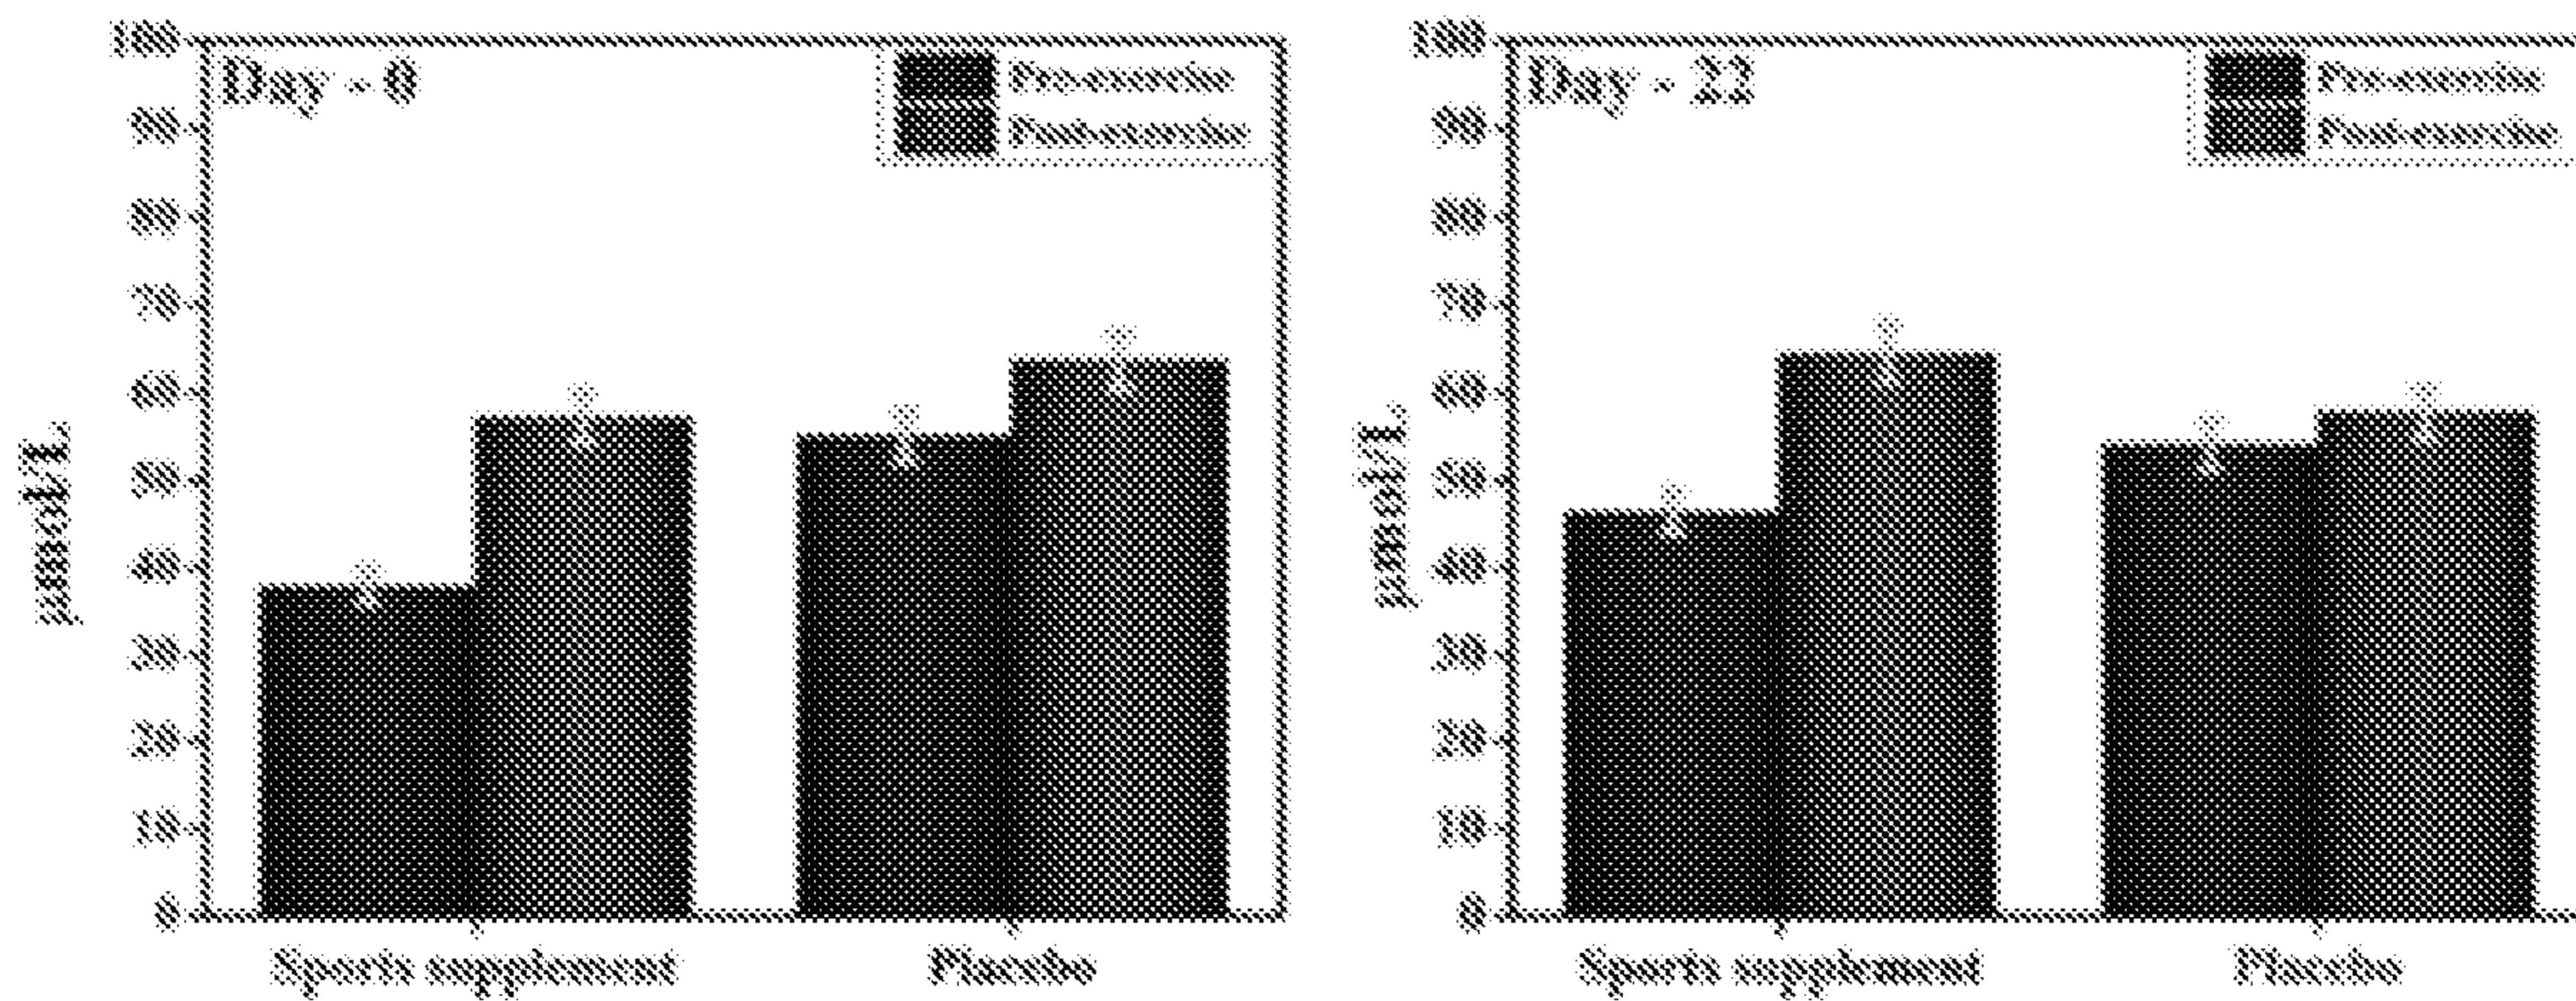 Day - 0
Pre-exercise
Post-exercise
100
90
80
70
60
50
40
30
20
10
0
µmol/L
Sports supplement
Placebo
Day - 22
Pre-exercise
Post-exercise
100
90
80
70
60
50
40
30
20
10
0
µmol/L
Sports supplement
Placebo